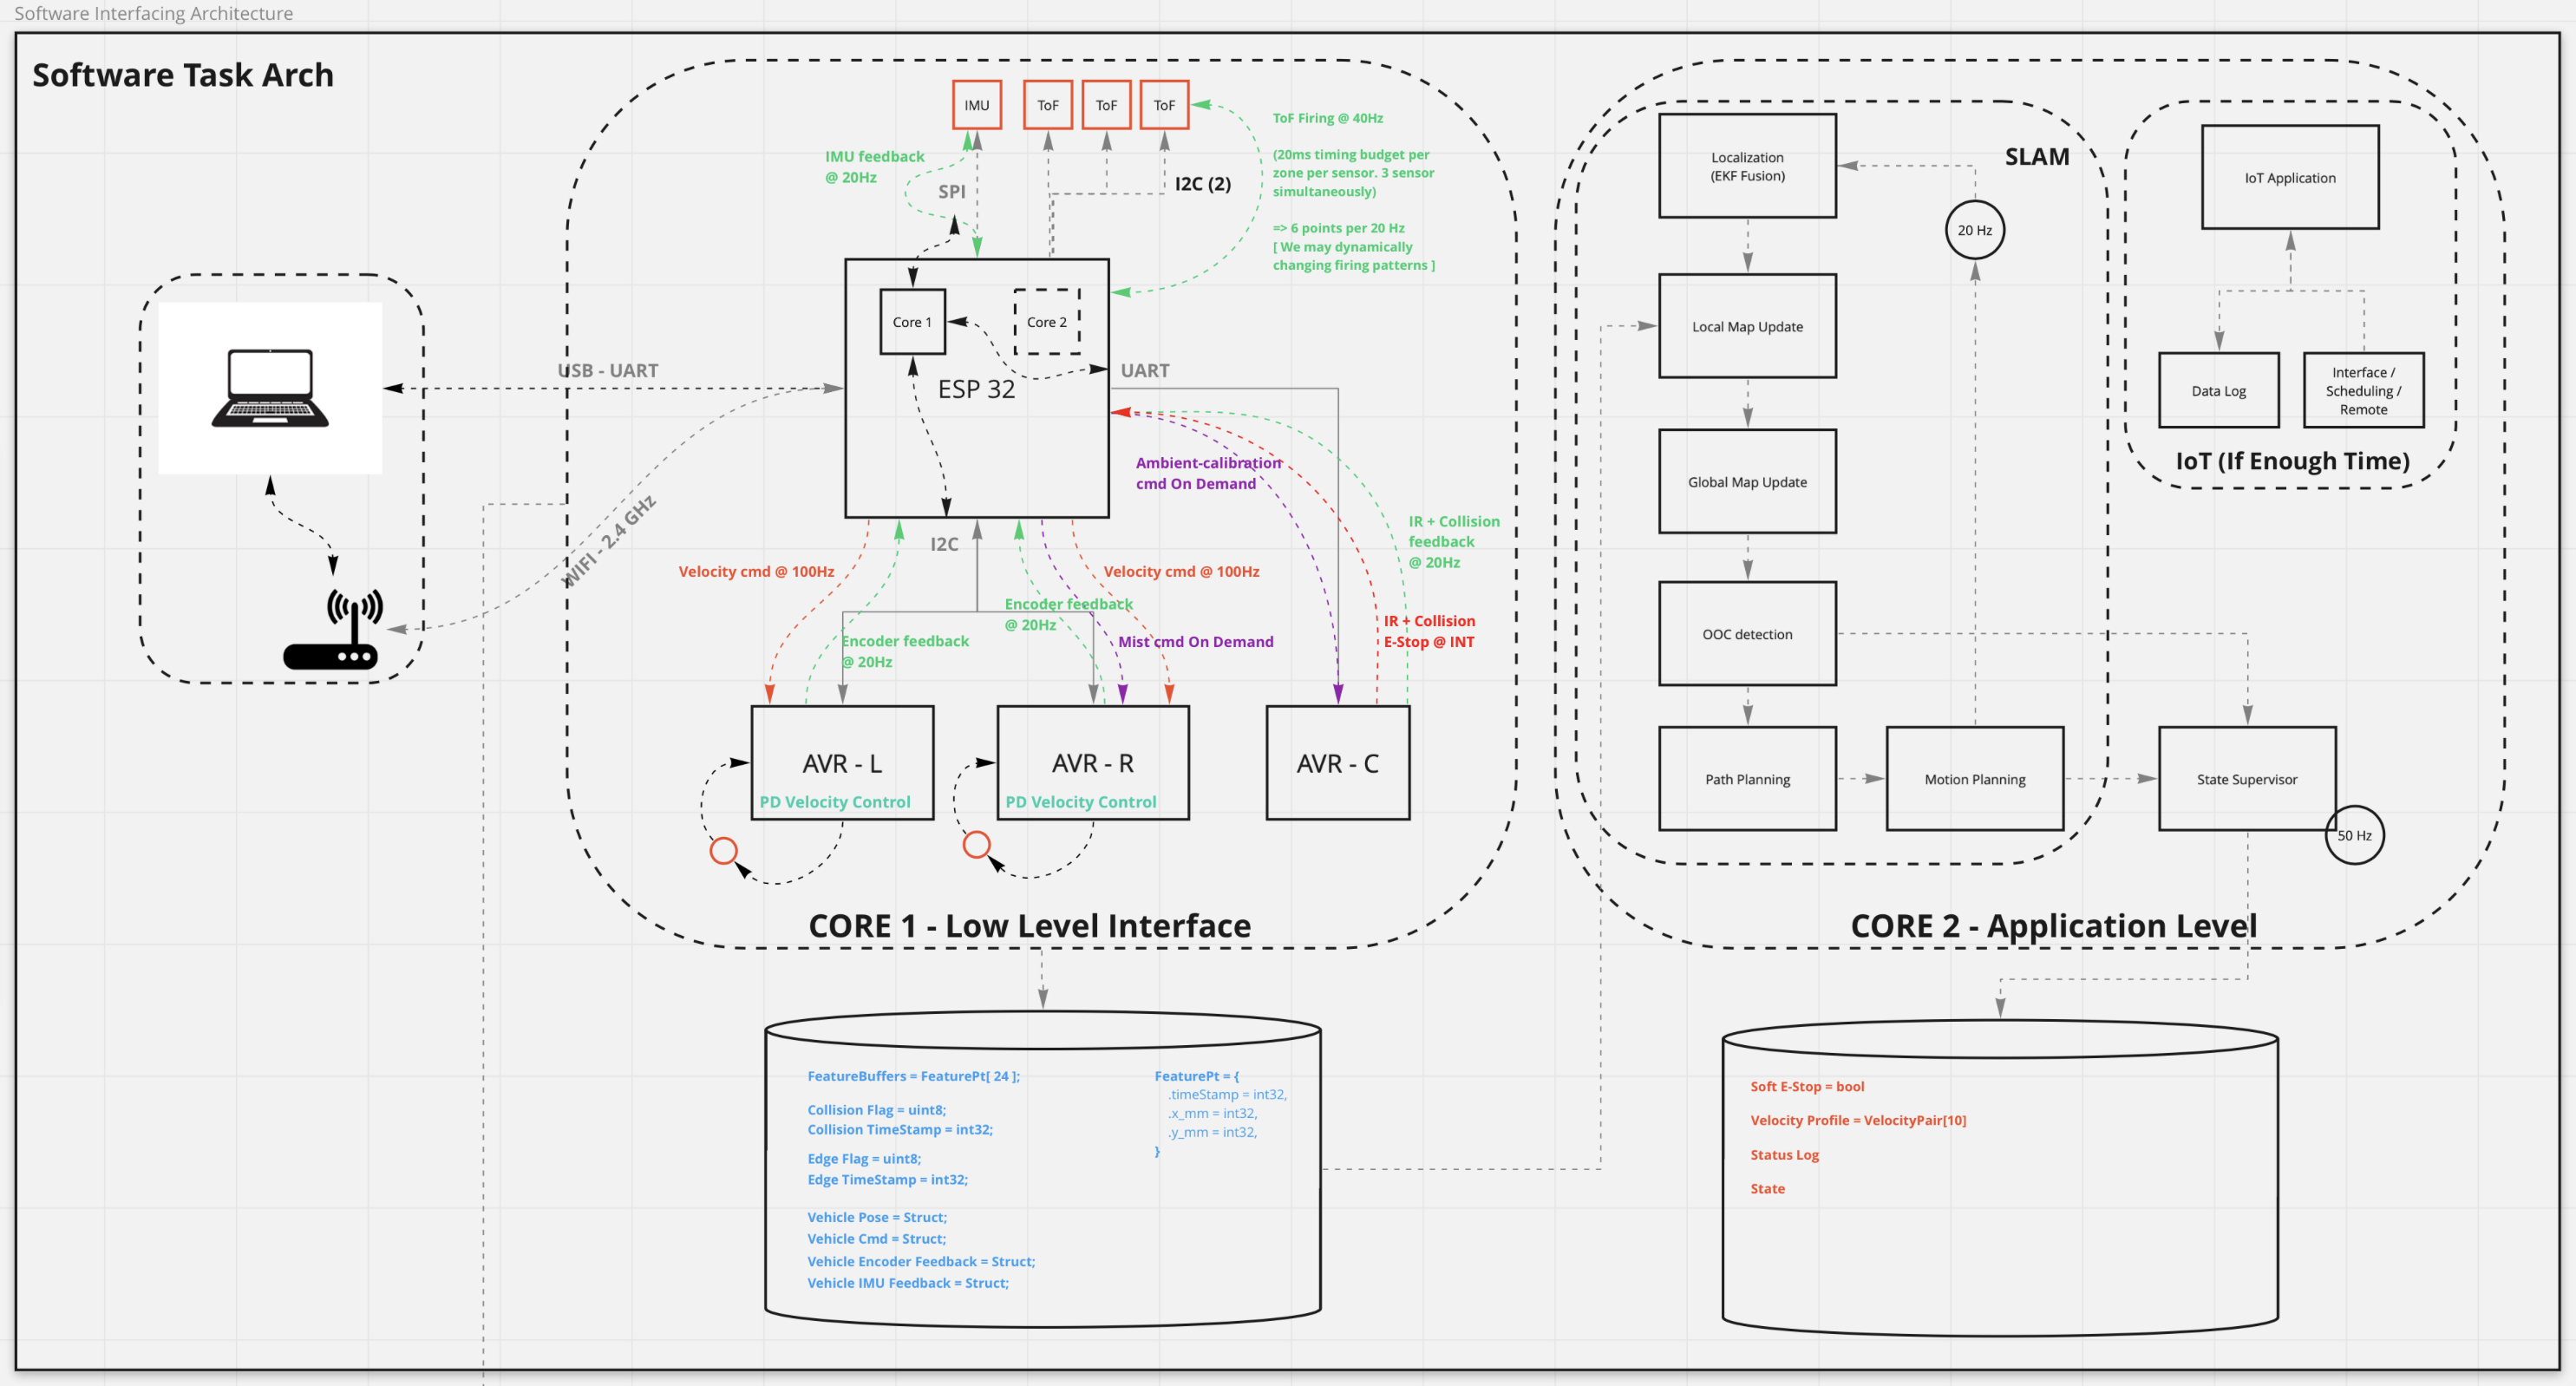 Software Interfacing Architecture
Software Task Arch
USB - UART
WIFI - 2.4 GHz
IMU
ToF
ToF
ToF
IMU feedback
@ 20Hz
SPI
I2C (2)
ToF Firing @ 40Hz
(20ms timing budget per
zone per sensor. 3 sensor
simultaneously)
=> 6 points per 20 Hz
[ We may dynamically
changing firing patterns ]
Core 1
Core 2
ESP 32
UART
I2C
Ambient-calibration
cmd On Demand
IR + Collision
feedback
@ 20Hz
Velocity cmd @ 100Hz
Velocity cmd @ 100Hz
Encoder feedback
@ 20Hz
Encoder feedback
@ 20Hz
Mist cmd On Demand
IR + Collision
E-Stop @ INT
AVR - L
PD Velocity Control
AVR - R
PD Velocity Control
AVR - C
CORE 1 - Low Level Interface
FeatureBuffers = FeaturePt[ 24 ];
Collision Flag = uint8;
Collision TimeStamp = int32;
Edge Flag = uint8;
Edge TimeStamp = int32;
Vehicle Pose = Struct;
Vehicle Cmd = Struct;
Vehicle Encoder Feedback = Struct;
Vehicle IMU Feedback = Struct;
FeaturePt = {
.timeStamp = int32,
.x_mm = int32,
.y_mm = int32,
}
Localization
(EKF Fusion)
SLAM
20 Hz
Local Map Update
Global Map Update
OOC detection
Path Planning
Motion Planning
State Supervisor
50 Hz
IoT Application
Data Log
Interface /
Scheduling /
Remote
IoT (If Enough Time)
CORE 2 - Application Level
Soft E-Stop = bool
Velocity Profile = VelocityPair[10]
Status Log
State